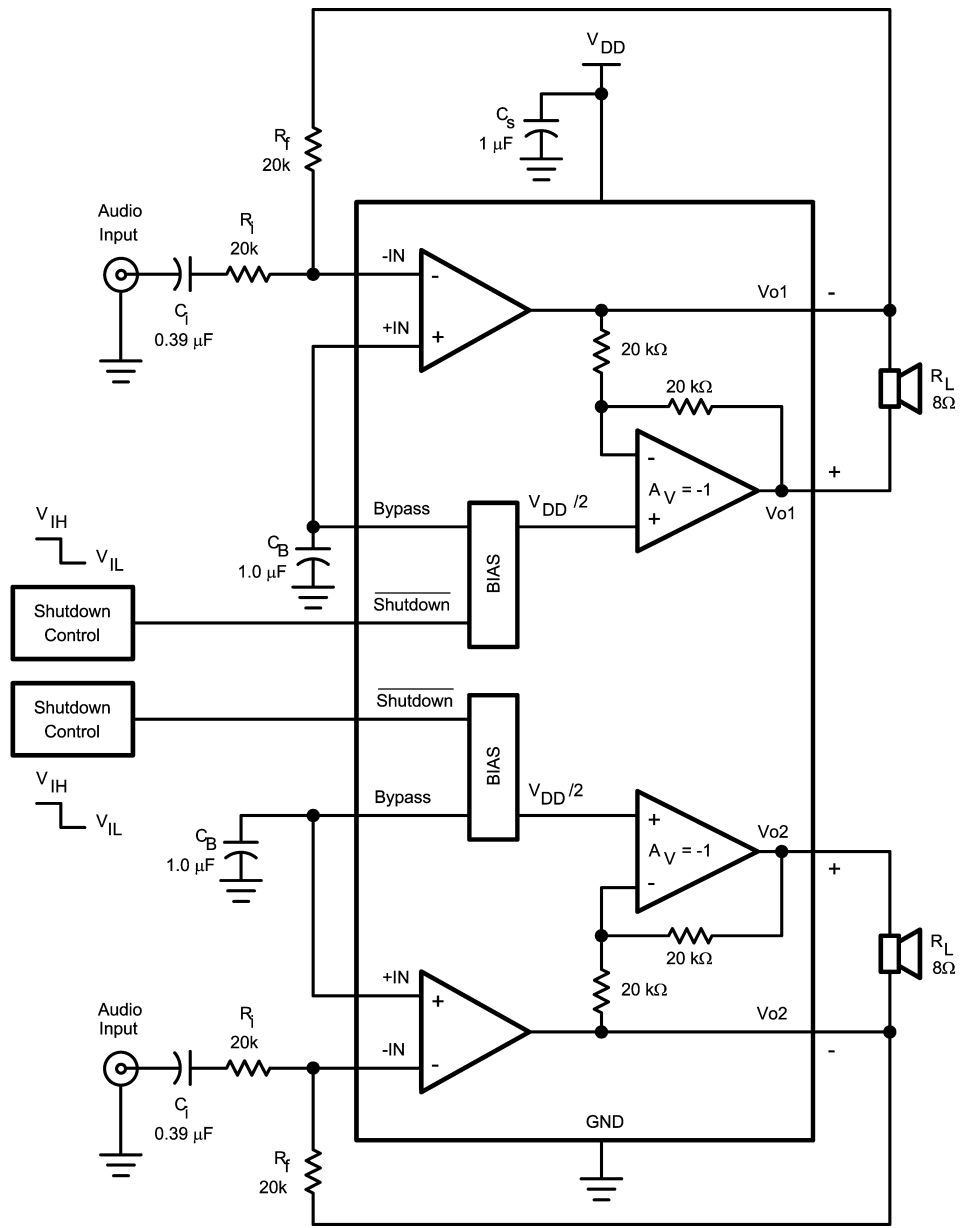 V DD
C s
1 µF
R f
20k
Audio
Input
R i
20k
C i
0.39 µF
-IN
-
+IN
+
Vo1
-
20 kΩ
20 kΩ
R L
8Ω
-
A V = -1
+
+
Vo1
Bypass
V DD /2
BIAS
C B
1.0 µF
V IH
V IL
Shutdown
Shutdown
Control
Shutdown
Shutdown
Control
BIAS
V IH
V IL
Bypass
V DD /2
C B
1.0 µF
+
A V = -1
-
Vo2
+
20 kΩ
20 kΩ
R L
8Ω
+IN
+
-IN
-
Vo2
-
Audio
Input
R i
20k
C i
0.39 µF
R f
20k
GND